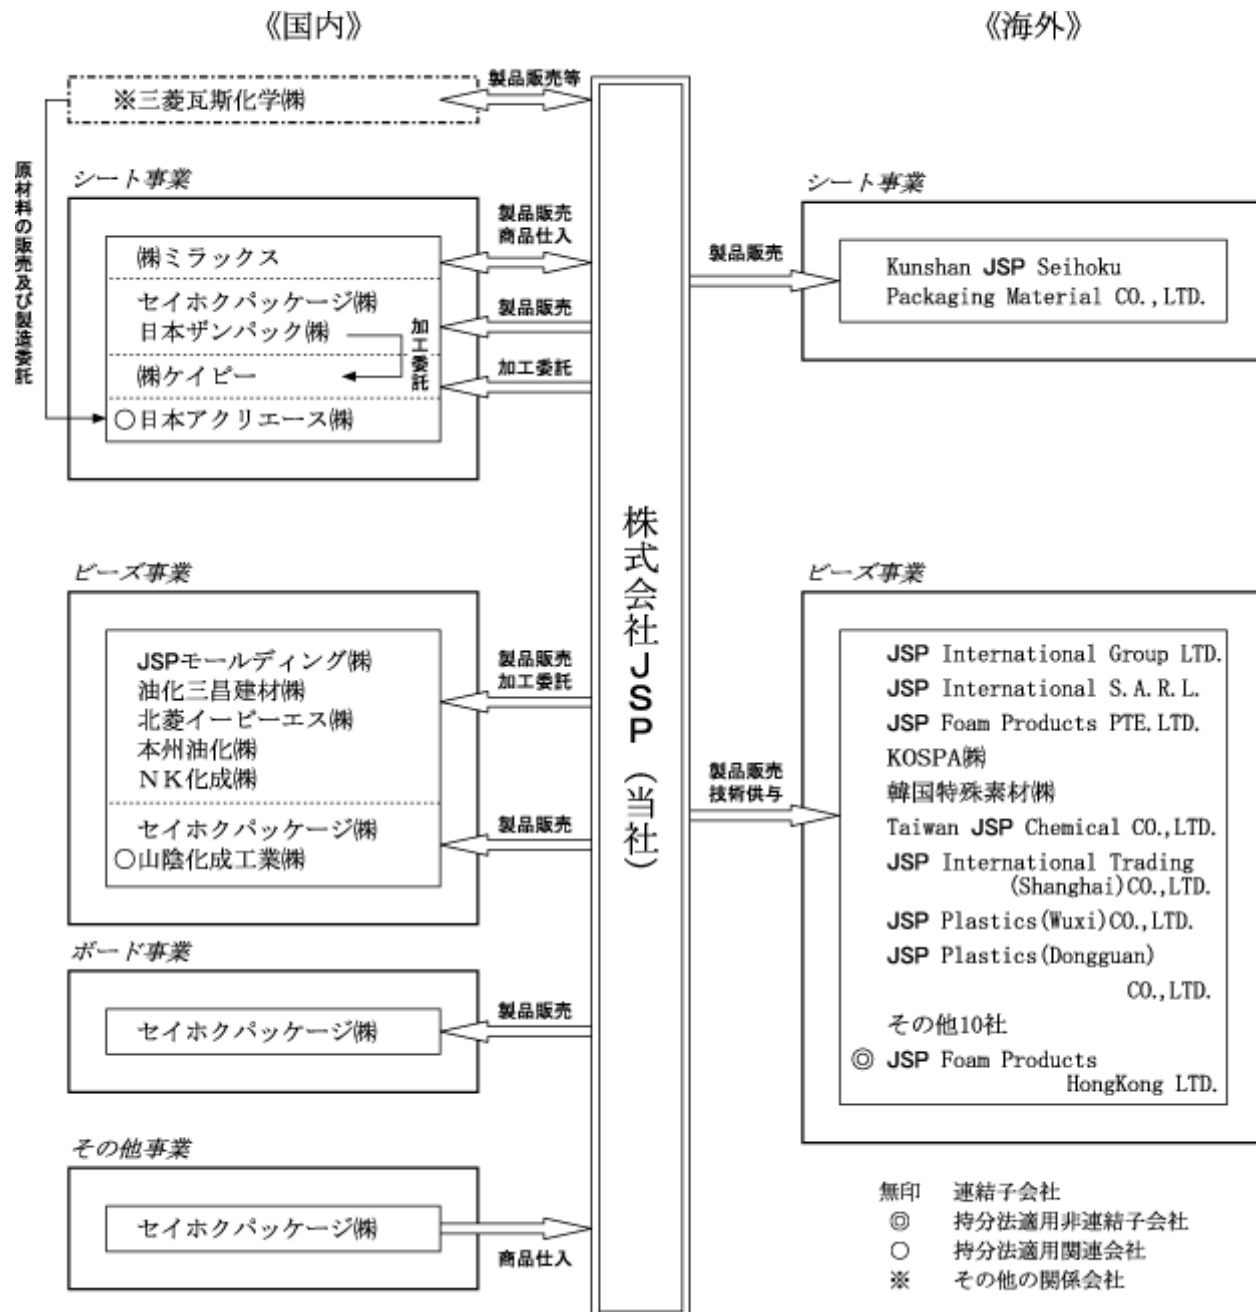 《国内》
《海外》
※三菱瓦斯化学㈱
製品販売等
原材料の販売及び製造委託
シート事業
㈱ミラックス
セイホクパッケージ㈱
日本ザンパック㈱
加工委託
㈱ケイピー
○日本アクリエース㈱
製品販売
商品仕入
製品販売
加工委託
ビーズ事業
JSPモールディング㈱
油化三昌建材㈱
北菱イーピーエス㈱
本州油化㈱
NK化成㈱
セイホクパッケージ㈱
○山陰化成工業㈱
製品販売
加工委託
製品販売
ボード事業
セイホクパッケージ㈱
製品販売
その他事業
セイホクパッケージ㈱
商品仕入
株式会社JSP(当社)
シート事業
製品販売
Kunshan JSP Seihoku
Packaging Material CO.,LTD.
ビーズ事業
製品販売
技術供与
JSP International Group LTD.
JSP International S.A.R.L.
JSP Foam Products PTE.LTD.
KOSPA㈱
韓国特殊素材㈱
Taiwan JSP Chemical CO.,LTD.
JSP International Trading
(Shanghai)CO.,LTD.
JSP Plastics(Wuxi)CO.,LTD.
JSP Plastics(Dongguan)
CO.,LTD.
その他10社
◎ JSP Foam Products
HongKong LTD.
無印 連結子会社
◎ 持分法適用非連結子会社
○ 持分法適用関連会社
※ その他の関係会社